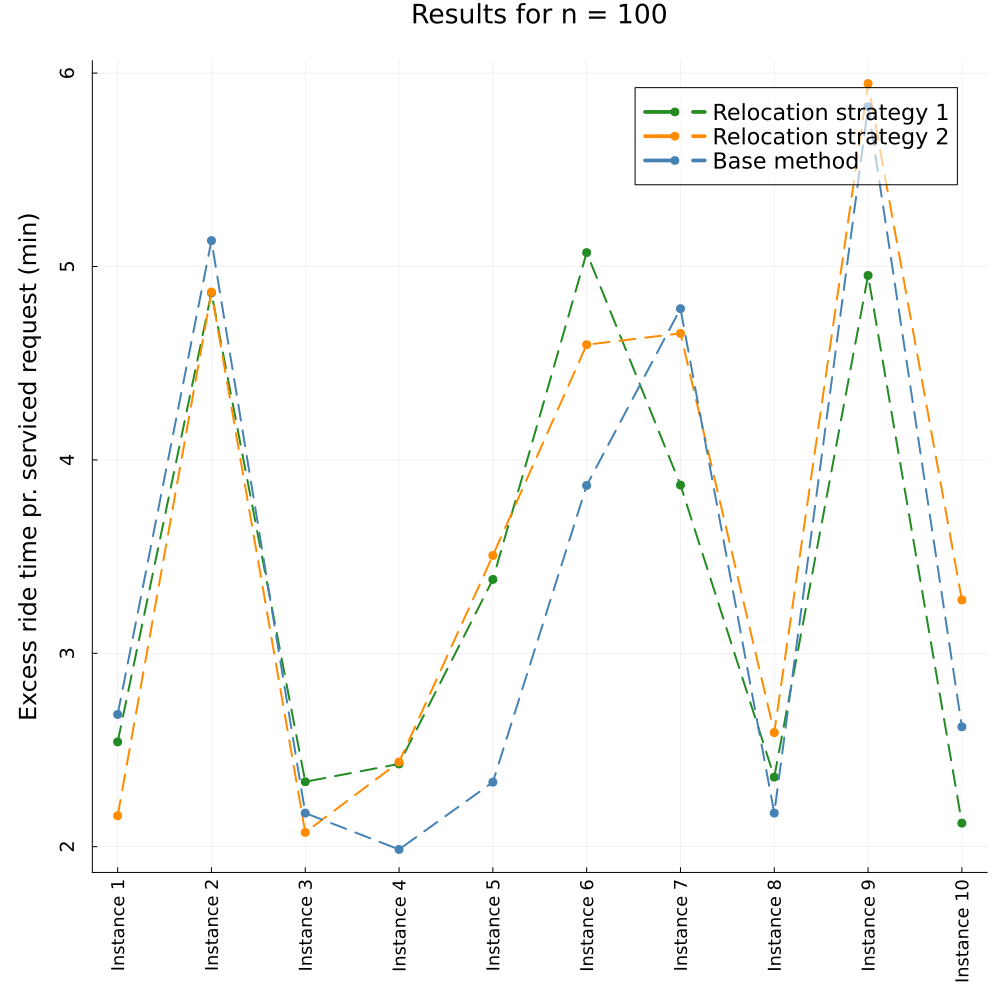 Results for n = 100
Excess ride time pr. serviced request (min)
6
5
4
3
2
Relocation strategy 1
Relocation strategy 2
Base method
Instance 1
Instance 2
Instance 3
Instance 4
Instance 5
Instance 6
Instance 7
Instance 8
Instance 9
Instance 10